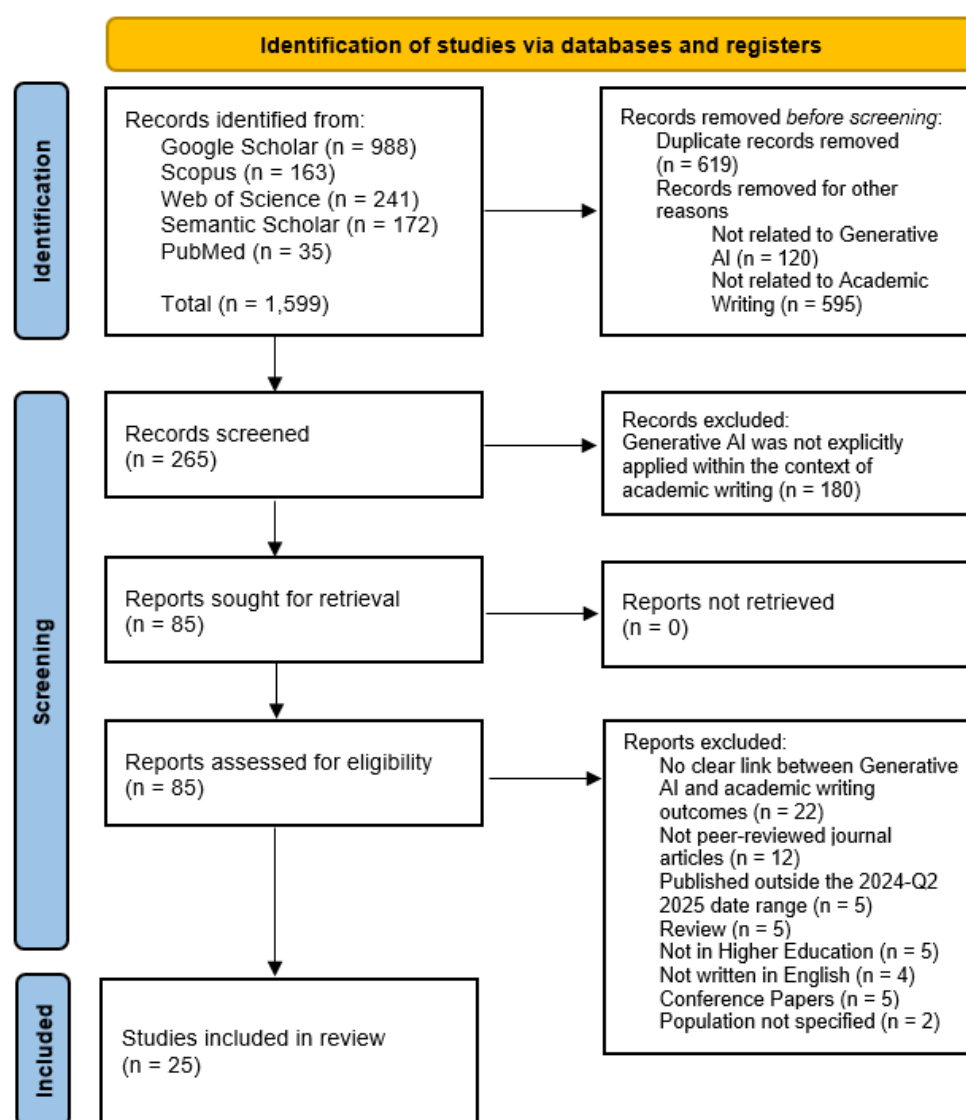 Identification of studies via databases and registers
Identification
Records identified from:
Google Scholar (n = 988)
Scopus (n = 163)
Web of Science (n = 241)
Semantic Scholar (n = 172)
PubMed (n = 35)
Total (n = 1,599)
Records removed before screening:
Duplicate records removed
(n = 619)
Records removed for other
reasons
Not related to Generative
AI (n = 120)
Not related to Academic
Writing (n = 595)
Screening
Records screened
(n = 265)
Records excluded:
Generative AI was not explicitly
applied within the context of
academic writing (n = 180)
Reports sought for retrieval
(n = 85)
Reports not retrieved
(n = 0)
Reports assessed for eligibility
(n = 85)
Reports excluded:
No clear link between Generative
AI and academic writing
outcomes (n = 22)
Not peer-reviewed journal
articles (n = 12)
Published outside the 2024-Q2
2025 date range (n = 5)
Review (n = 5)
Not in Higher Education (n = 5)
Not written in English (n = 4)
Conference Papers (n = 5)
Population not specified (n = 2)
Included
Studies included in review
(n = 25)